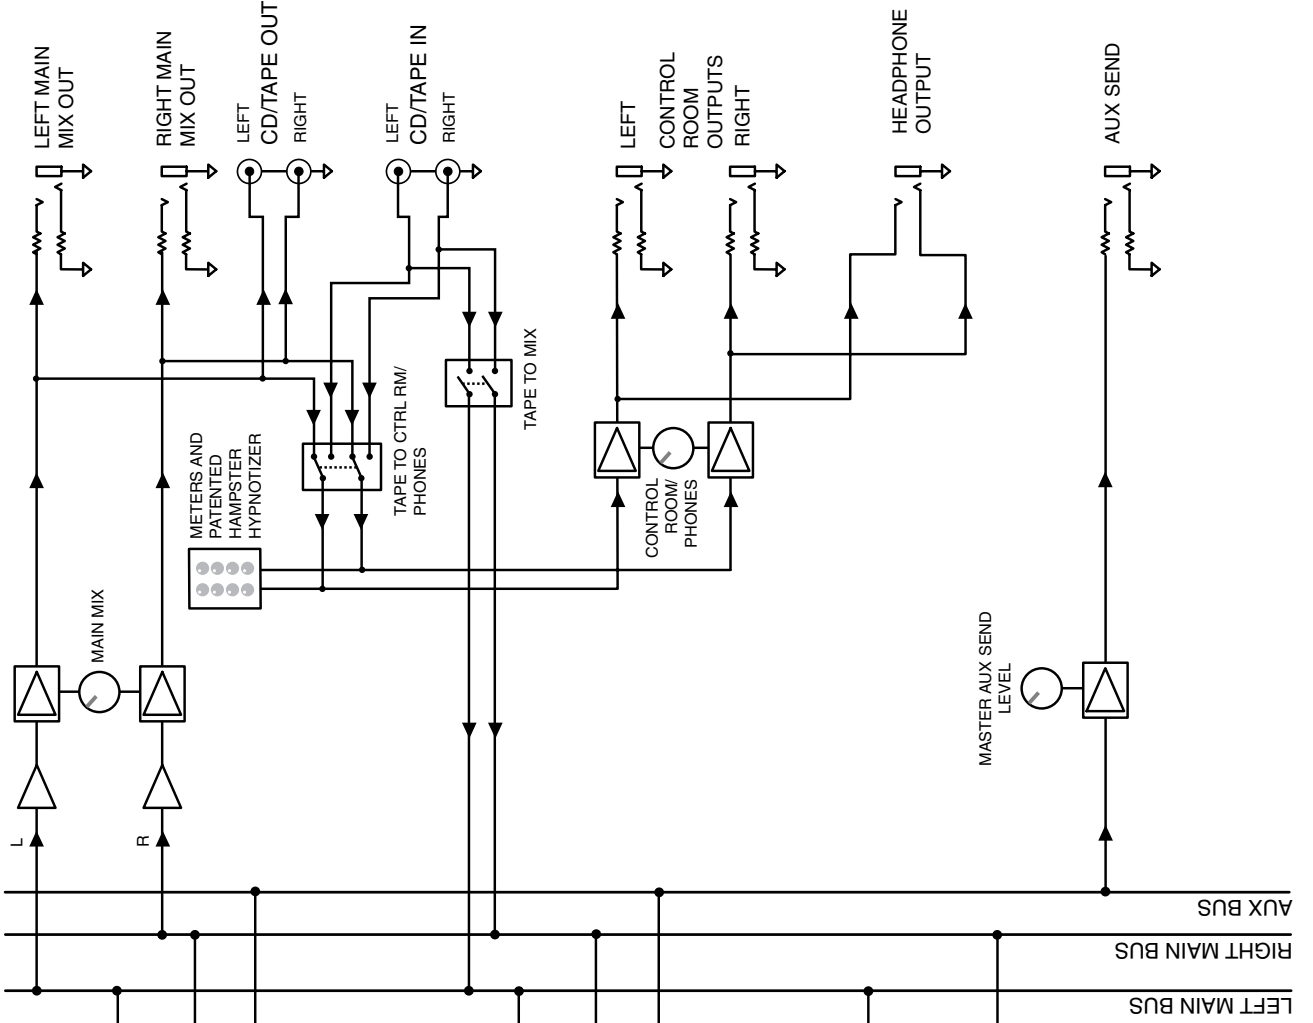 LEFT MAIN
MIX OUT
RIGHT MAIN
MIX OUT
LEFT
CD/TAPE OUT
RIGHT
LEFT
CD/TAPE IN
RIGHT
LEFT
CONTROL
ROOM
OUTPUTS
RIGHT
HEADPHONE
OUTPUT
AUX SEND
TAPE TO MIX
TAPE TO CTRL RM/
PHONES
METERS AND
PATENTED
HAMPSTER
HYPNOTIZER
CONTROL
ROOM/
PHONES
MAIN MIX
MASTER AUX SEND
LEVEL
L
R
AUX BUS
RIGHT MAIN BUS
LEFT MAIN BUS